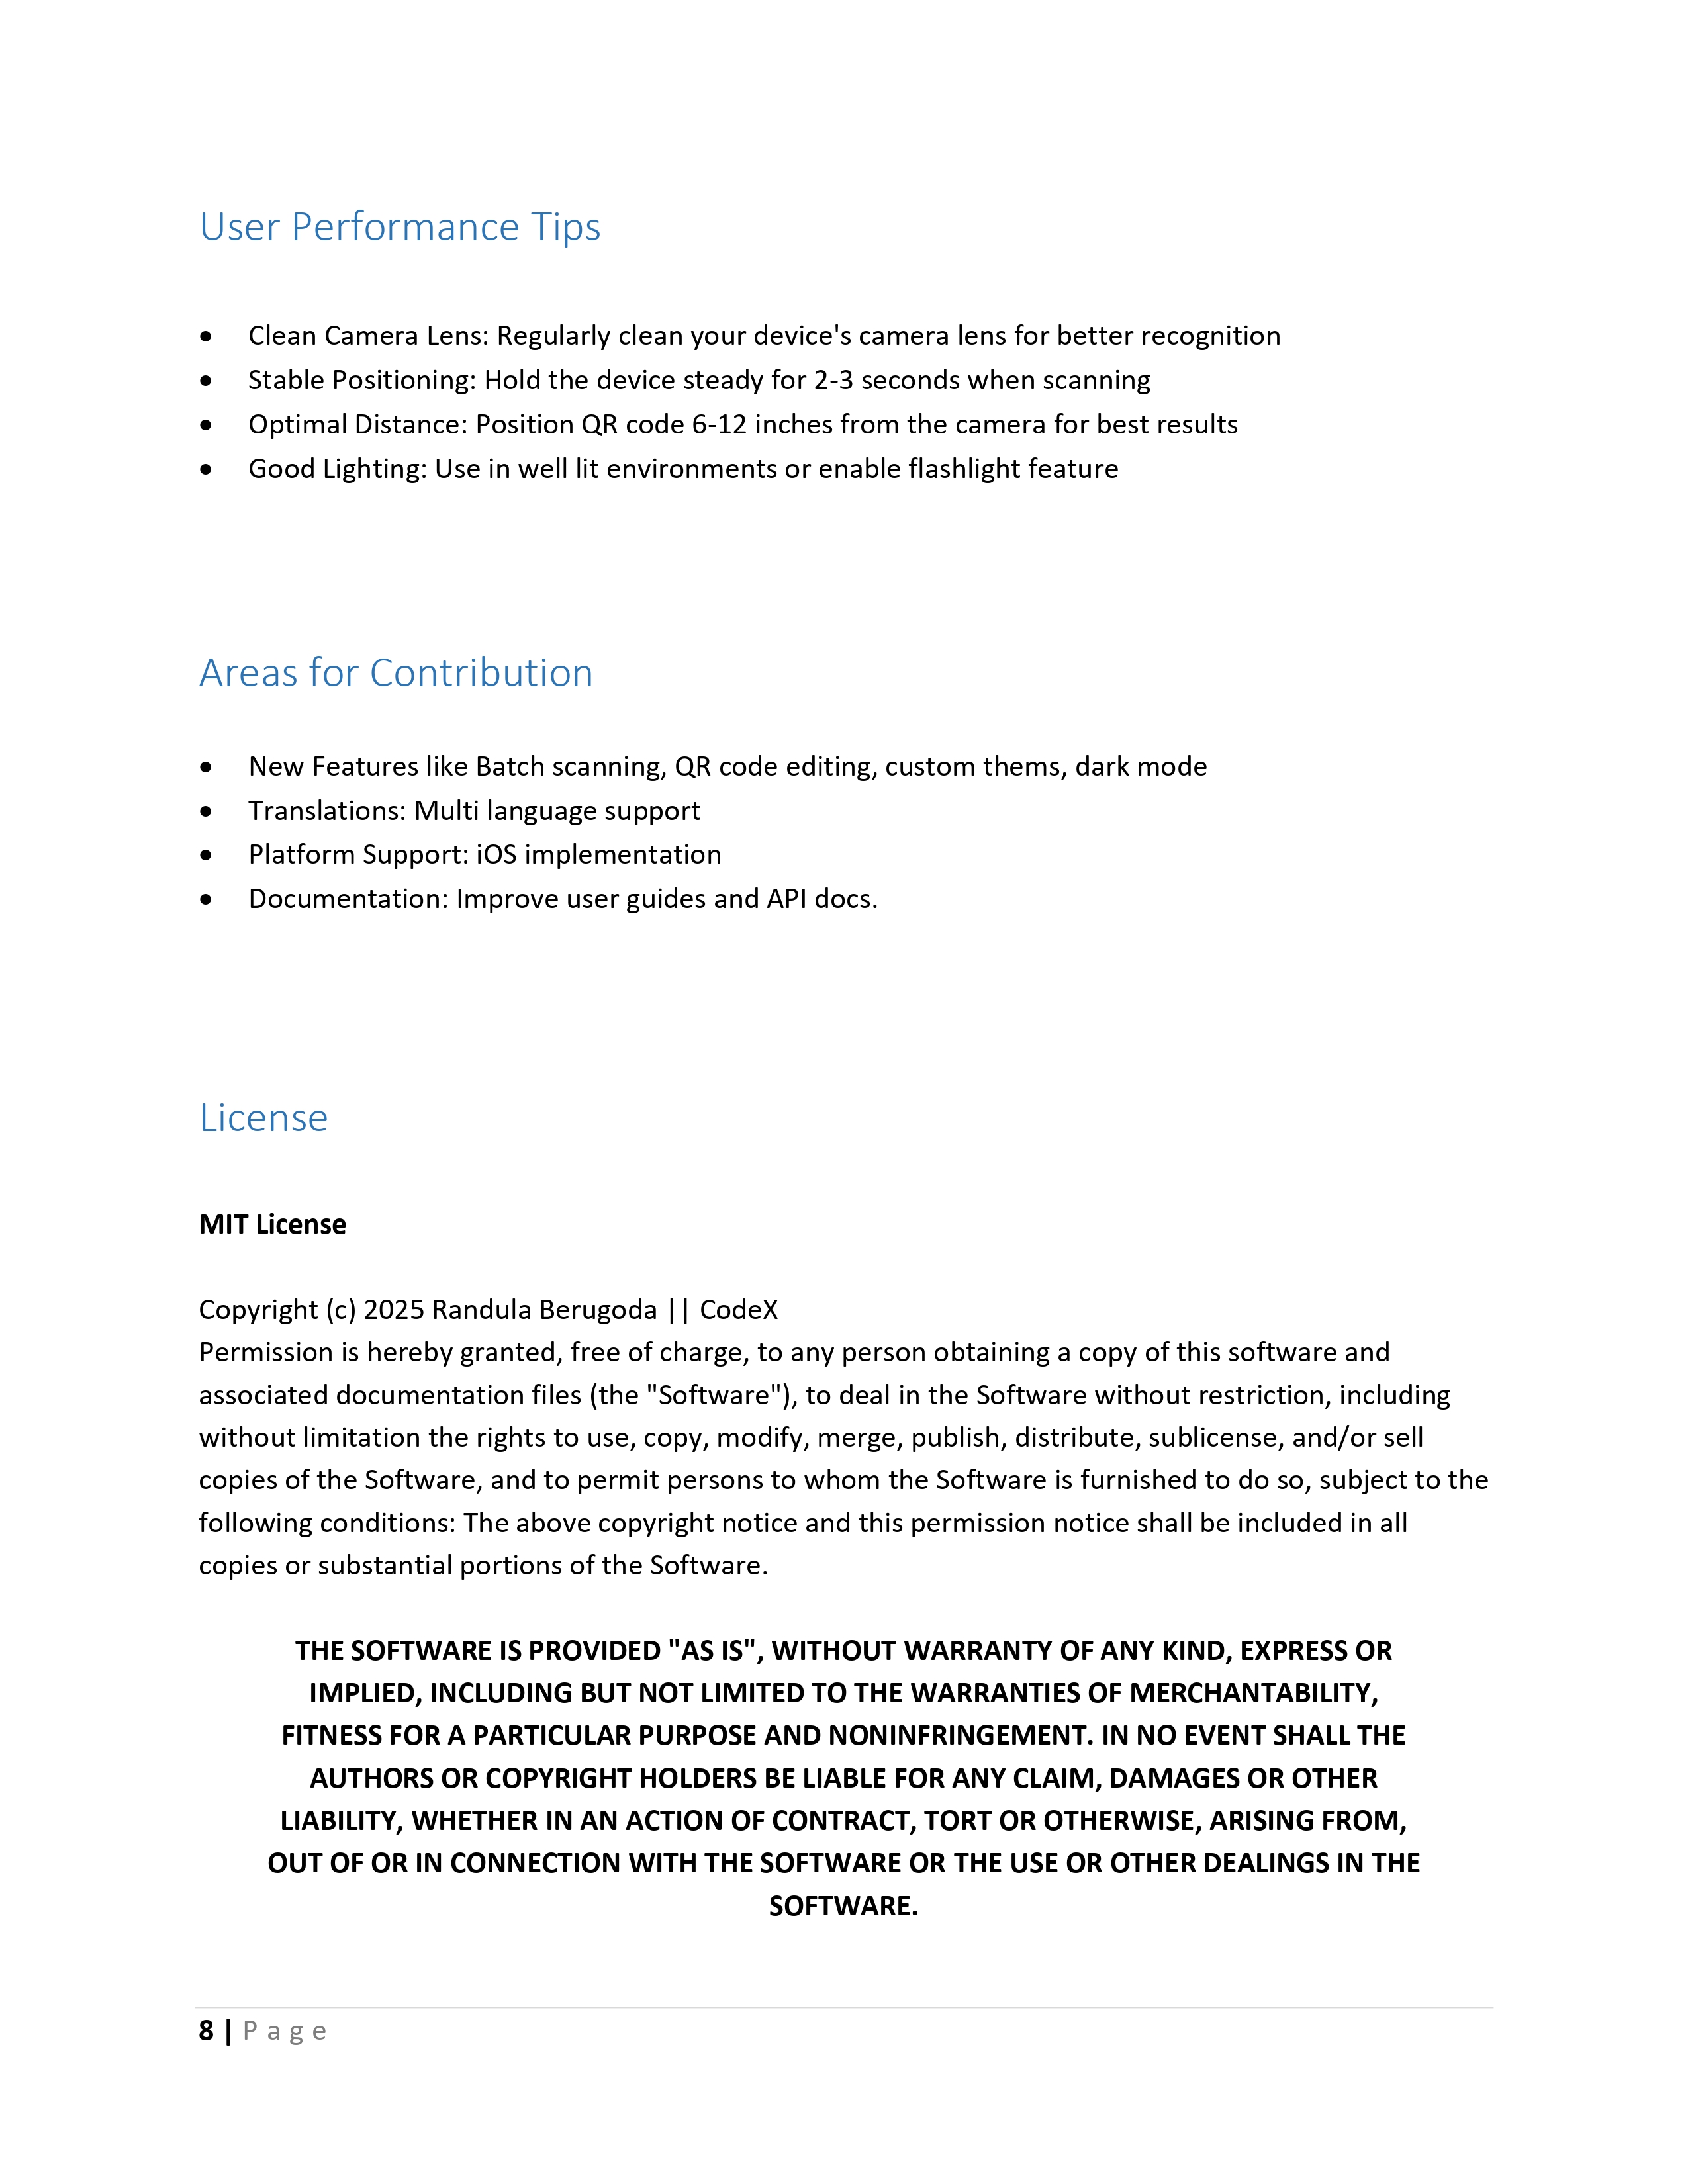 User Performance Tips
• Clean Camera Lens: Regularly clean your device's camera lens for better recognition
• Stable Positioning: Hold the device steady for 2-3 seconds when scanning
• Optimal Distance: Position QR code 6-12 inches from the camera for best results
• Good Lighting: Use in well lit environments or enable flashlight feature
Areas for Contribution
• New Features like Batch scanning, QR code editing, custom thems, dark mode
• Translations: Multi language support
• Platform Support: iOS implementation
• Documentation: Improve user guides and API docs.
License
MIT License
Copyright (c) 2025 Randula Berugoda || CodeX
Permission is hereby granted, free of charge, to any person obtaining a copy of this software and
associated documentation files (the "Software"), to deal in the Software without restriction, including
without limitation the rights to use, copy, modify, merge, publish, distribute, sublicense, and/or sell
copies of the Software, and to permit persons to whom the Software is furnished to do so, subject to the
following conditions: The above copyright notice and this permission notice shall be included in all
copies or substantial portions of the Software.
THE SOFTWARE IS PROVIDED "AS IS", WITHOUT WARRANTY OF ANY KIND, EXPRESS OR
IMPLIED, INCLUDING BUT NOT LIMITED TO THE WARRANTIES OF MERCHANTABILITY,
FITNESS FOR A PARTICULAR PURPOSE AND NONINFRINGEMENT. IN NO EVENT SHALL THE
AUTHORS OR COPYRIGHT HOLDERS BE LIABLE FOR ANY CLAIM, DAMAGES OR OTHER
LIABILITY, WHETHER IN AN ACTION OF CONTRACT, TORT OR OTHERWISE, ARISING FROM,
OUT OF OR IN CONNECTION WITH THE SOFTWARE OR THE USE OR OTHER DEALINGS IN THE
SOFTWARE.
8 | Page